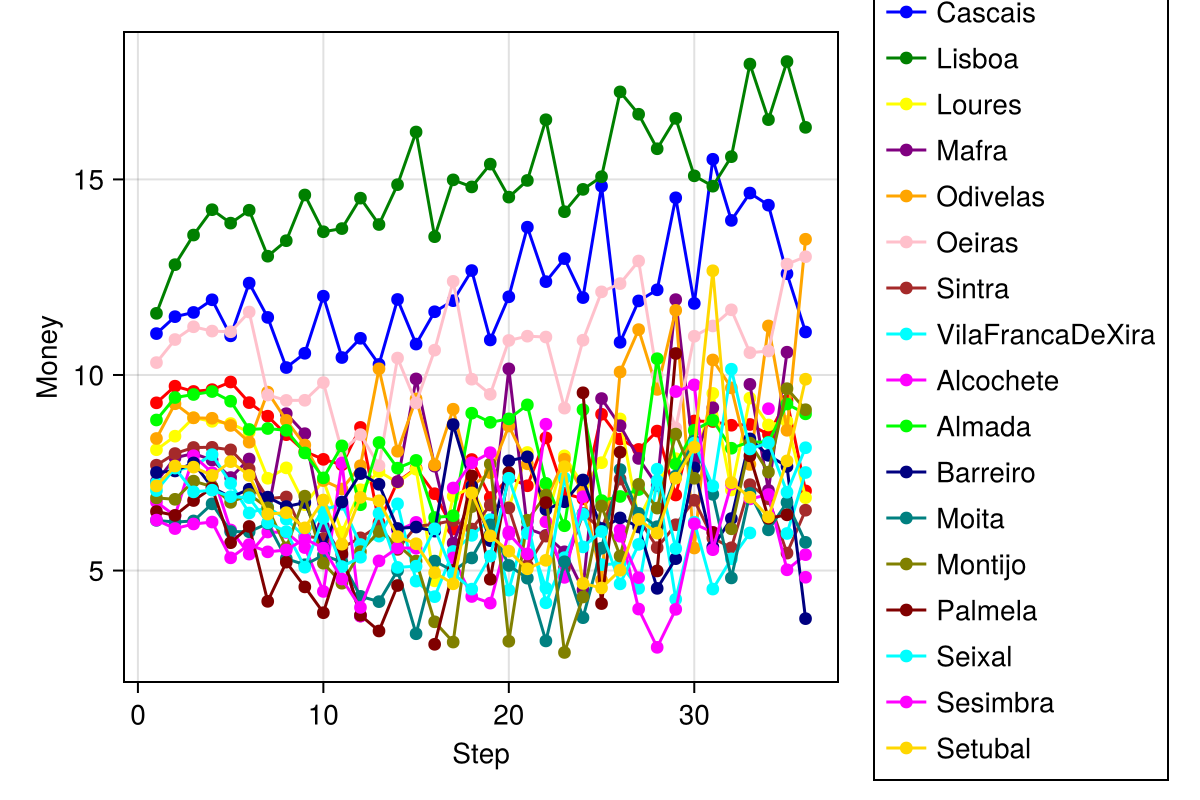 Money
15
10
5
0
10
20
30
Step
Cascais
Lisboa
Loures
Mafra
Odivelas
Oeiras
Sintra
VilaFrancaDeXira
Alcochete
Almada
Barreiro
Moita
Montijo
Palmela
Seixal
Sesimbra
Setubal